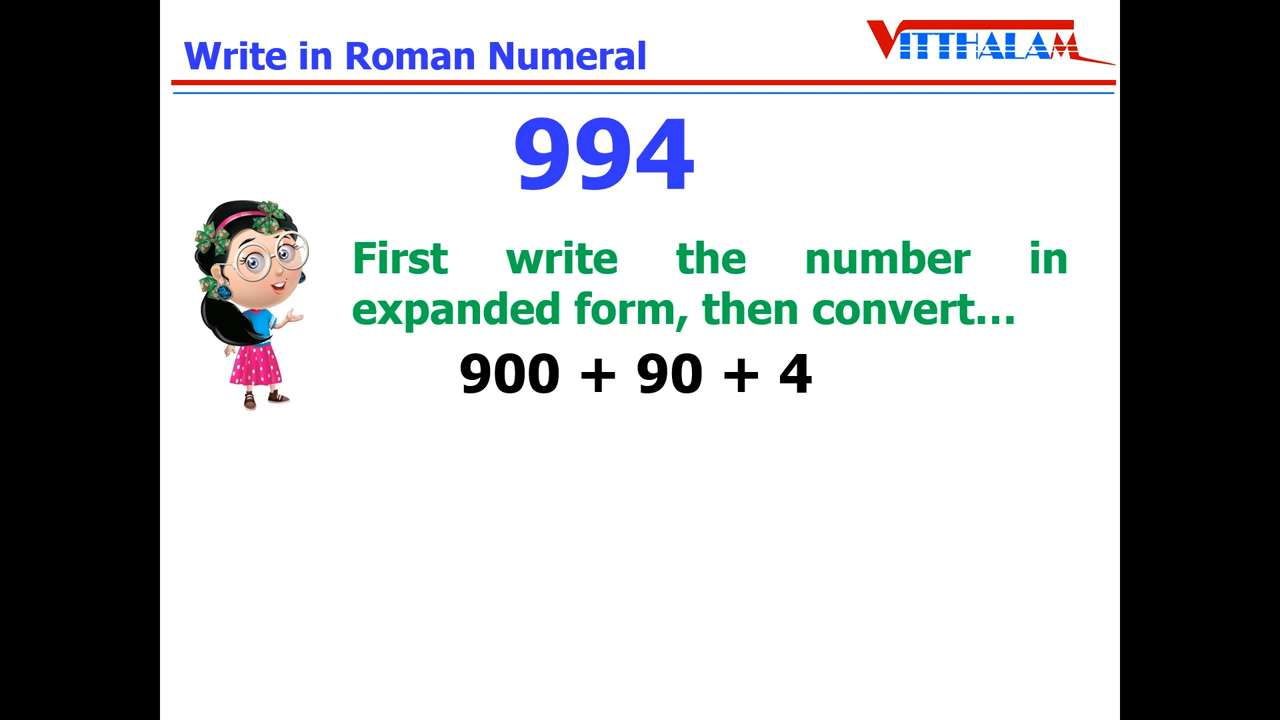 Write in Roman Numeral
VITTHALAM
994
First write the number in
expanded form, then convert...
900 + 90 + 4